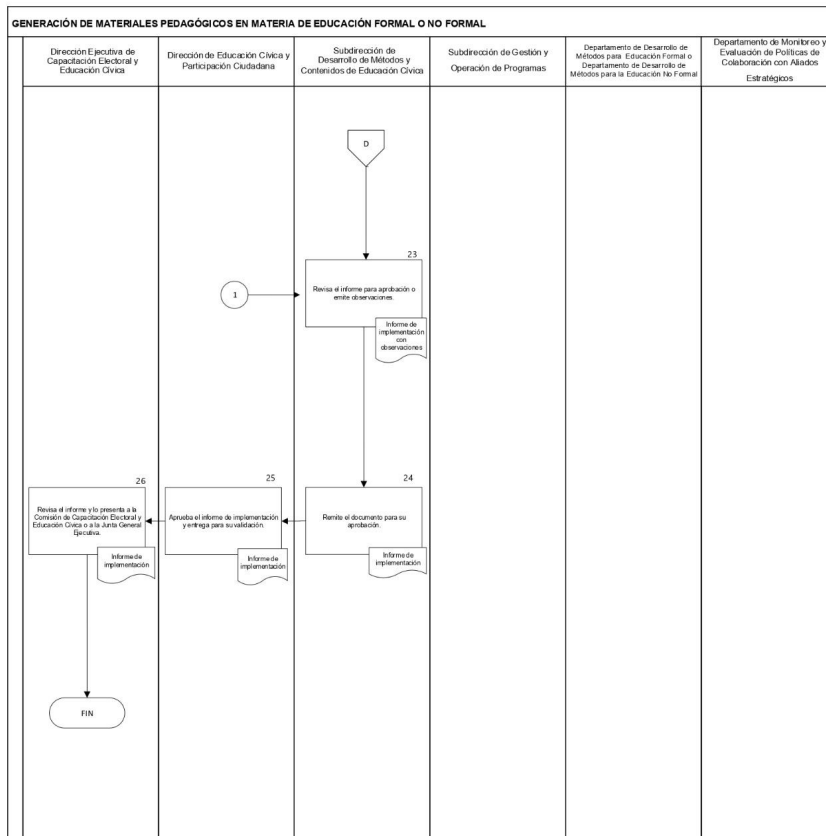 GENERACIÓN DE MATERIALES PEDAGÓGICOS EN MATERIA DE EDUCACIÓN FORMAL O NO FORMAL
Dirección Ejecutiva de
Capacitación Electoral y
Educación Cívica
Dirección de Educación Cívica y
Participación Ciudadana
Subdirección de
Desarrollo de Métodos y
Contenidos de Educación Cívica
Subdirección de Gestión y
Operación de Programas
Departamento de Desarrollo de
Métodos para Educación Formal o
Departamento de Desarrollo de
Métodos para la Educación No Formal
Departamento de Monitoreo y
Evaluación de Políticas de
Colaboración con Aliados
Estratégicos
D
23
Revisa el informe para aprobación o
emite observaciones.
1
Informe de
implementación
con
observaciones
26
Revisa el informe y lo presenta a la
Comisión de Capacitación Electoral y
Educación Cívica o a la Junta General
Ejecutiva.
Informe de
implementación
25
Aprueba el informe de implementación
y entrega para su validación.
Informe de
implementación
24
Remite el documento para su
aprobación.
Informe de
implementación
FIN